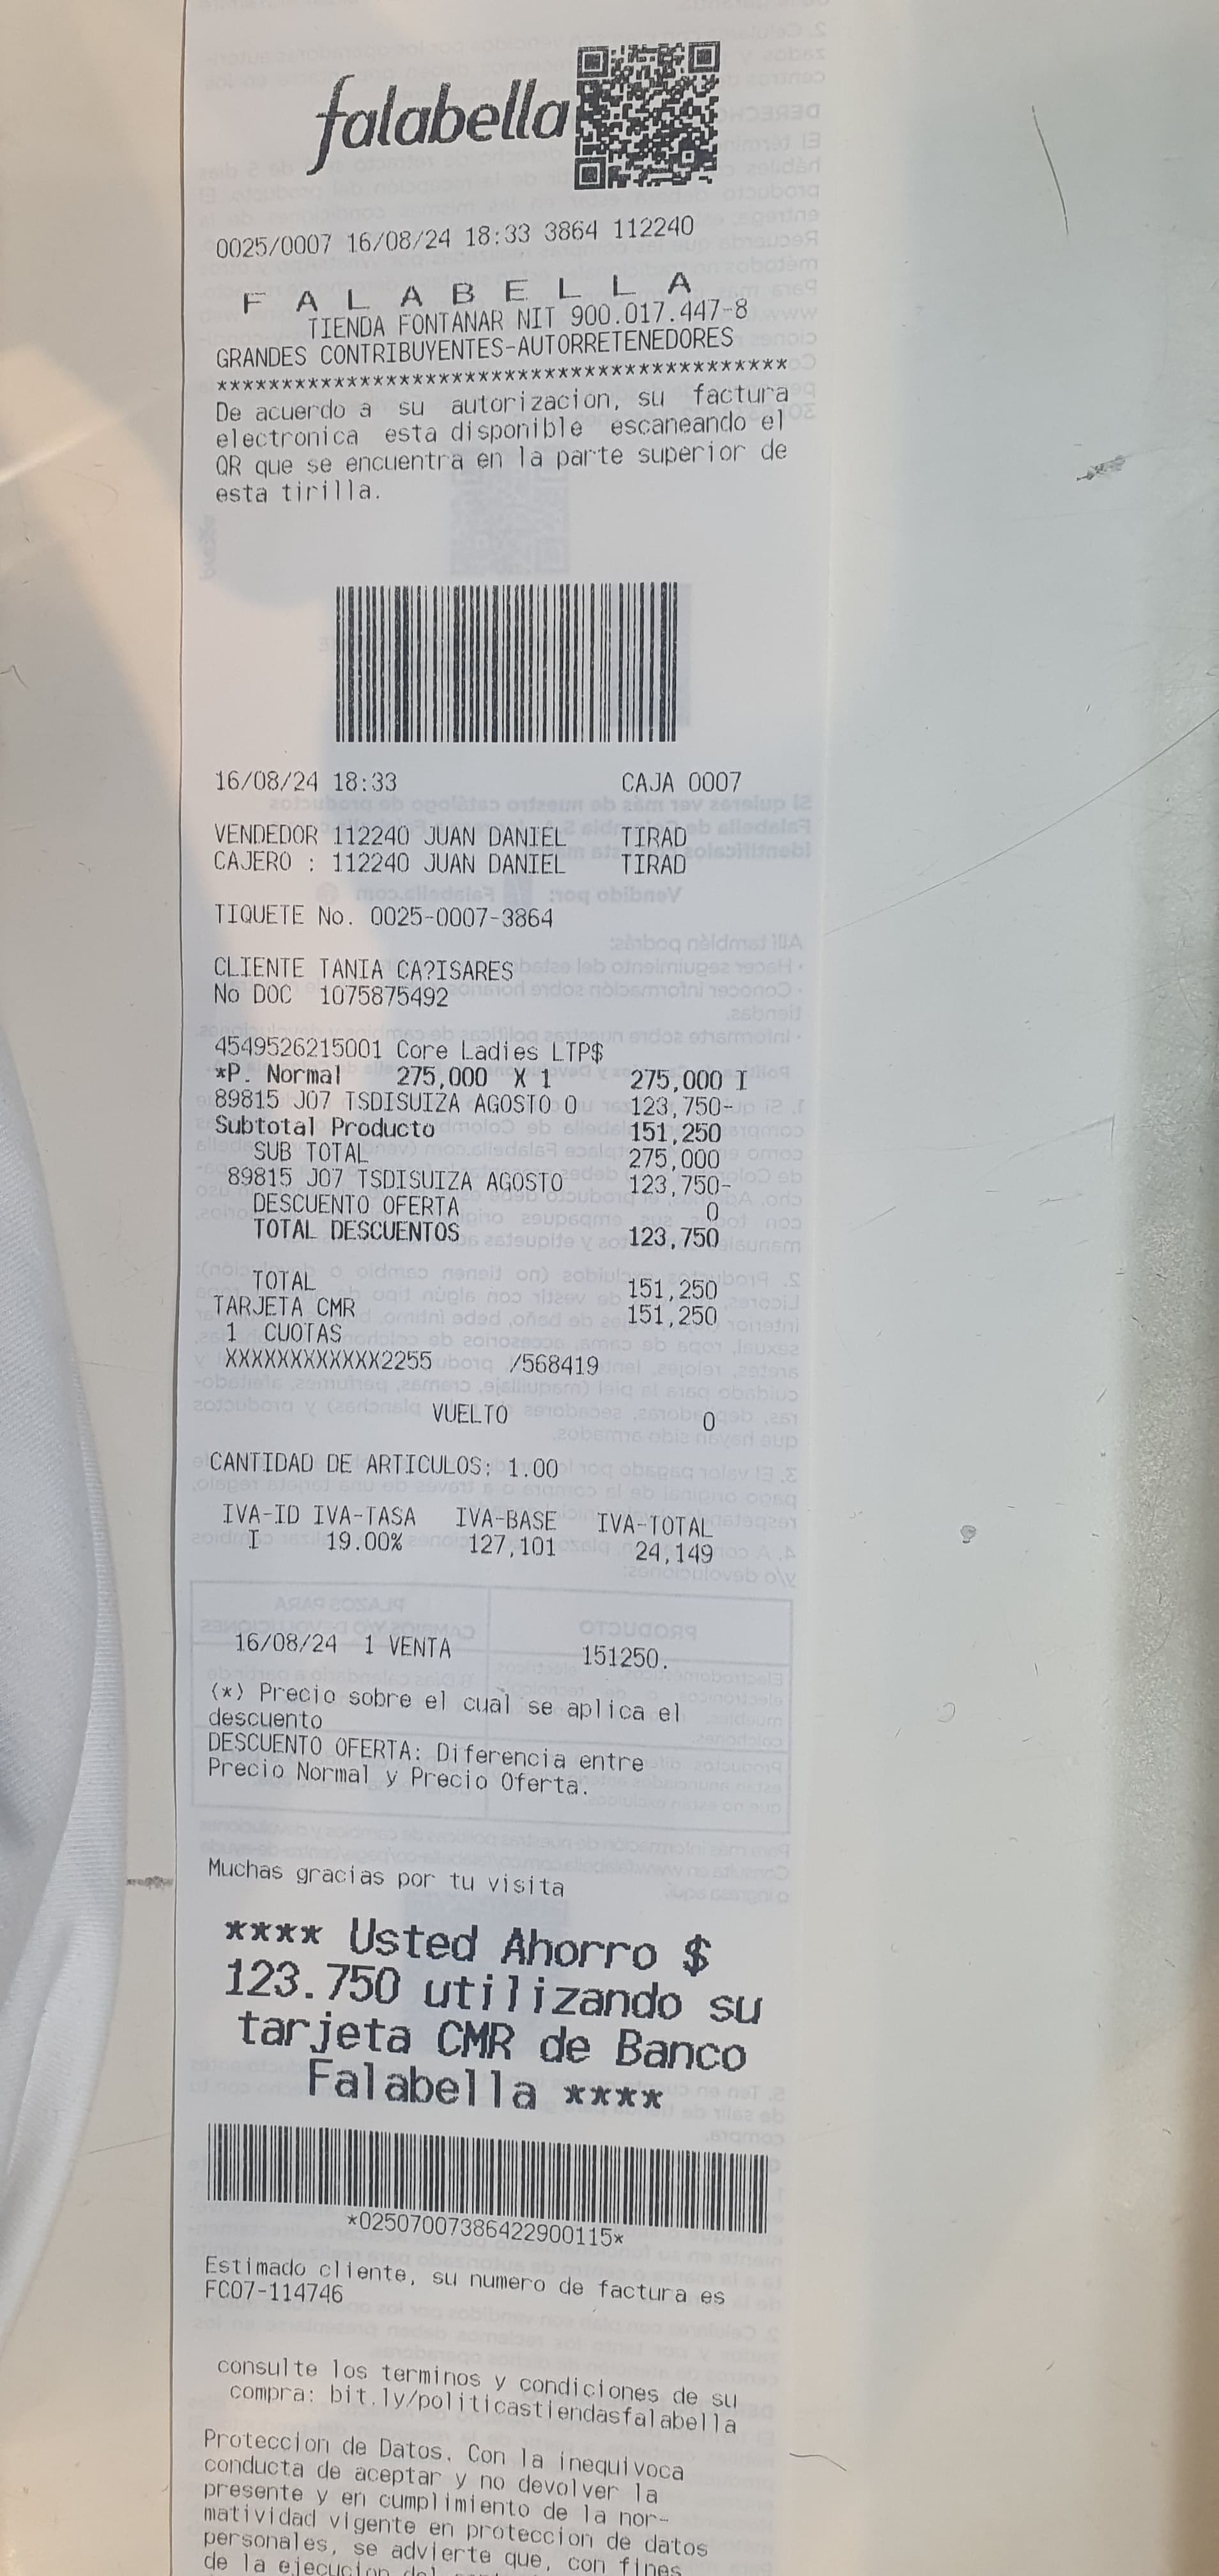 falabella
0025/0007 16/08/24 18:33 3864 112240
F A L A B E L L A
TIENDA FONTANAR NIT 900.017.447-8
GRANDES CONTRIBUYENTES-AUTORRETENEDORES
********************************************
De acuerdo a su autorizacion, su factura
electronica esta disponible escaneando el
QR que se encuentra en la parte superior de
esta tirilla.
16/08/24 18:33 CAJA 0007
VENDEDOR 112240 JUAN DANIEL TIRAD
CAJERO : 112240 JUAN DANIEL TIRAD
TIQUETE No. 0025-0007-3864
CLIENTE TANIA CA?ISARES
No DOC 1075875492
4549526215001 Core Ladies LTP$
*P. Normal 275,000 X 1 275,000 I
89815 J07 TSDISUIZA AGOSTO 0 123,750-
Subtotal Producto 151,250
SUB TOTAL 275,000
89815 J07 TSDISUIZA AGOSTO 123,750-
DESCUENTO OFERTA 0
TOTAL DESCUENTOS 123,750
TOTAL 151,250
TARJETA CMR 151,250
1 CUOTAS
XXXXXXXXXXXX2255 /568419
VUELTO 0
CANTIDAD DE ARTICULOS: 1.00
IVA-ID IVA-TASA IVA-BASE IVA-TOTAL
I 19.00% 127,101 24,149
16/08/24 1 VENTA 151250.
(*) Precio sobre el cual se aplica el
descuento
DESCUENTO OFERTA: Diferencia entre
Precio Normal y Precio Oferta.
Muchas gracias por tu visita
**** Usted Ahorro $
123.750 utilizando su
tarjeta CMR de Banco
Falabella ****
*02507007386422900115*
Estimado cliente, su numero de factura es
FC07-114746
consulte los terminos y condiciones de su
compra: bit.ly/politicastiendasfalabella
Proteccion de Datos. Con la inequivoca
conducta de aceptar y no devolver la
presente y en cumplimiento de la nor-
matividad vigente en proteccion de datos
personales, se advierte que, con fines
de la ejecucion del